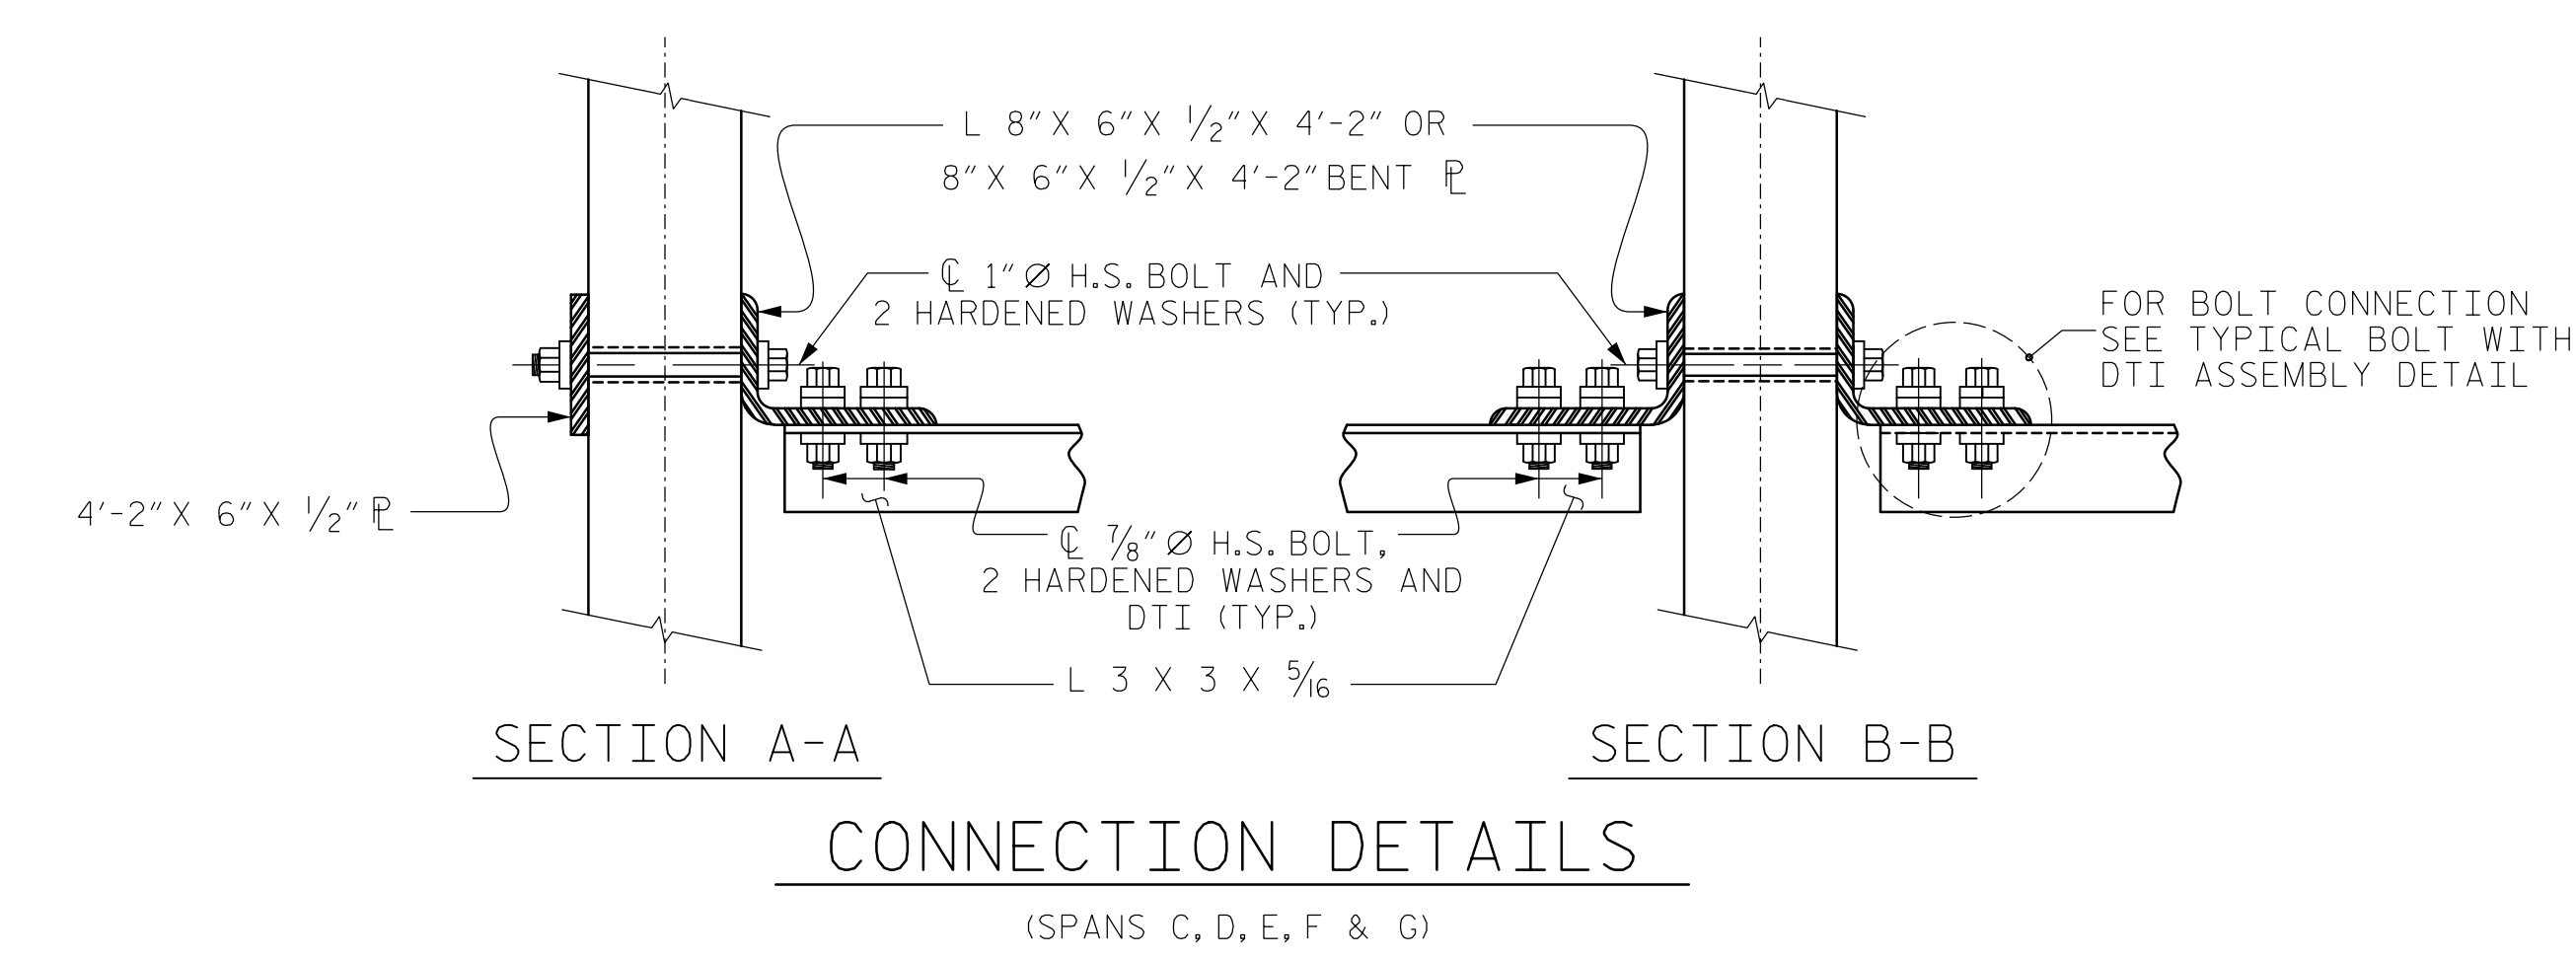 L 8"X 6"X 1/2"X 4'-2" OR
8"X 6"X 1/2"X 4'-2"BENT ⅊
℄ 1"Ø H.S. BOLT AND
2 HARDENED WASHERS (TYP.)
FOR BOLT CONNECTION
SEE TYPICAL BOLT WITH
DTI ASSEMBLY DETAIL
4'-2"X 6"X 1/2" ⅊
℄ 7/8"Ø H.S. BOLT,
2 HARDENED WASHERS AND
DTI (TYP.)
L 3 X 3 X 5/16
SECTION A-A
SECTION B-B
CONNECTION DETAILS
(SPANS C, D, E, F & G)